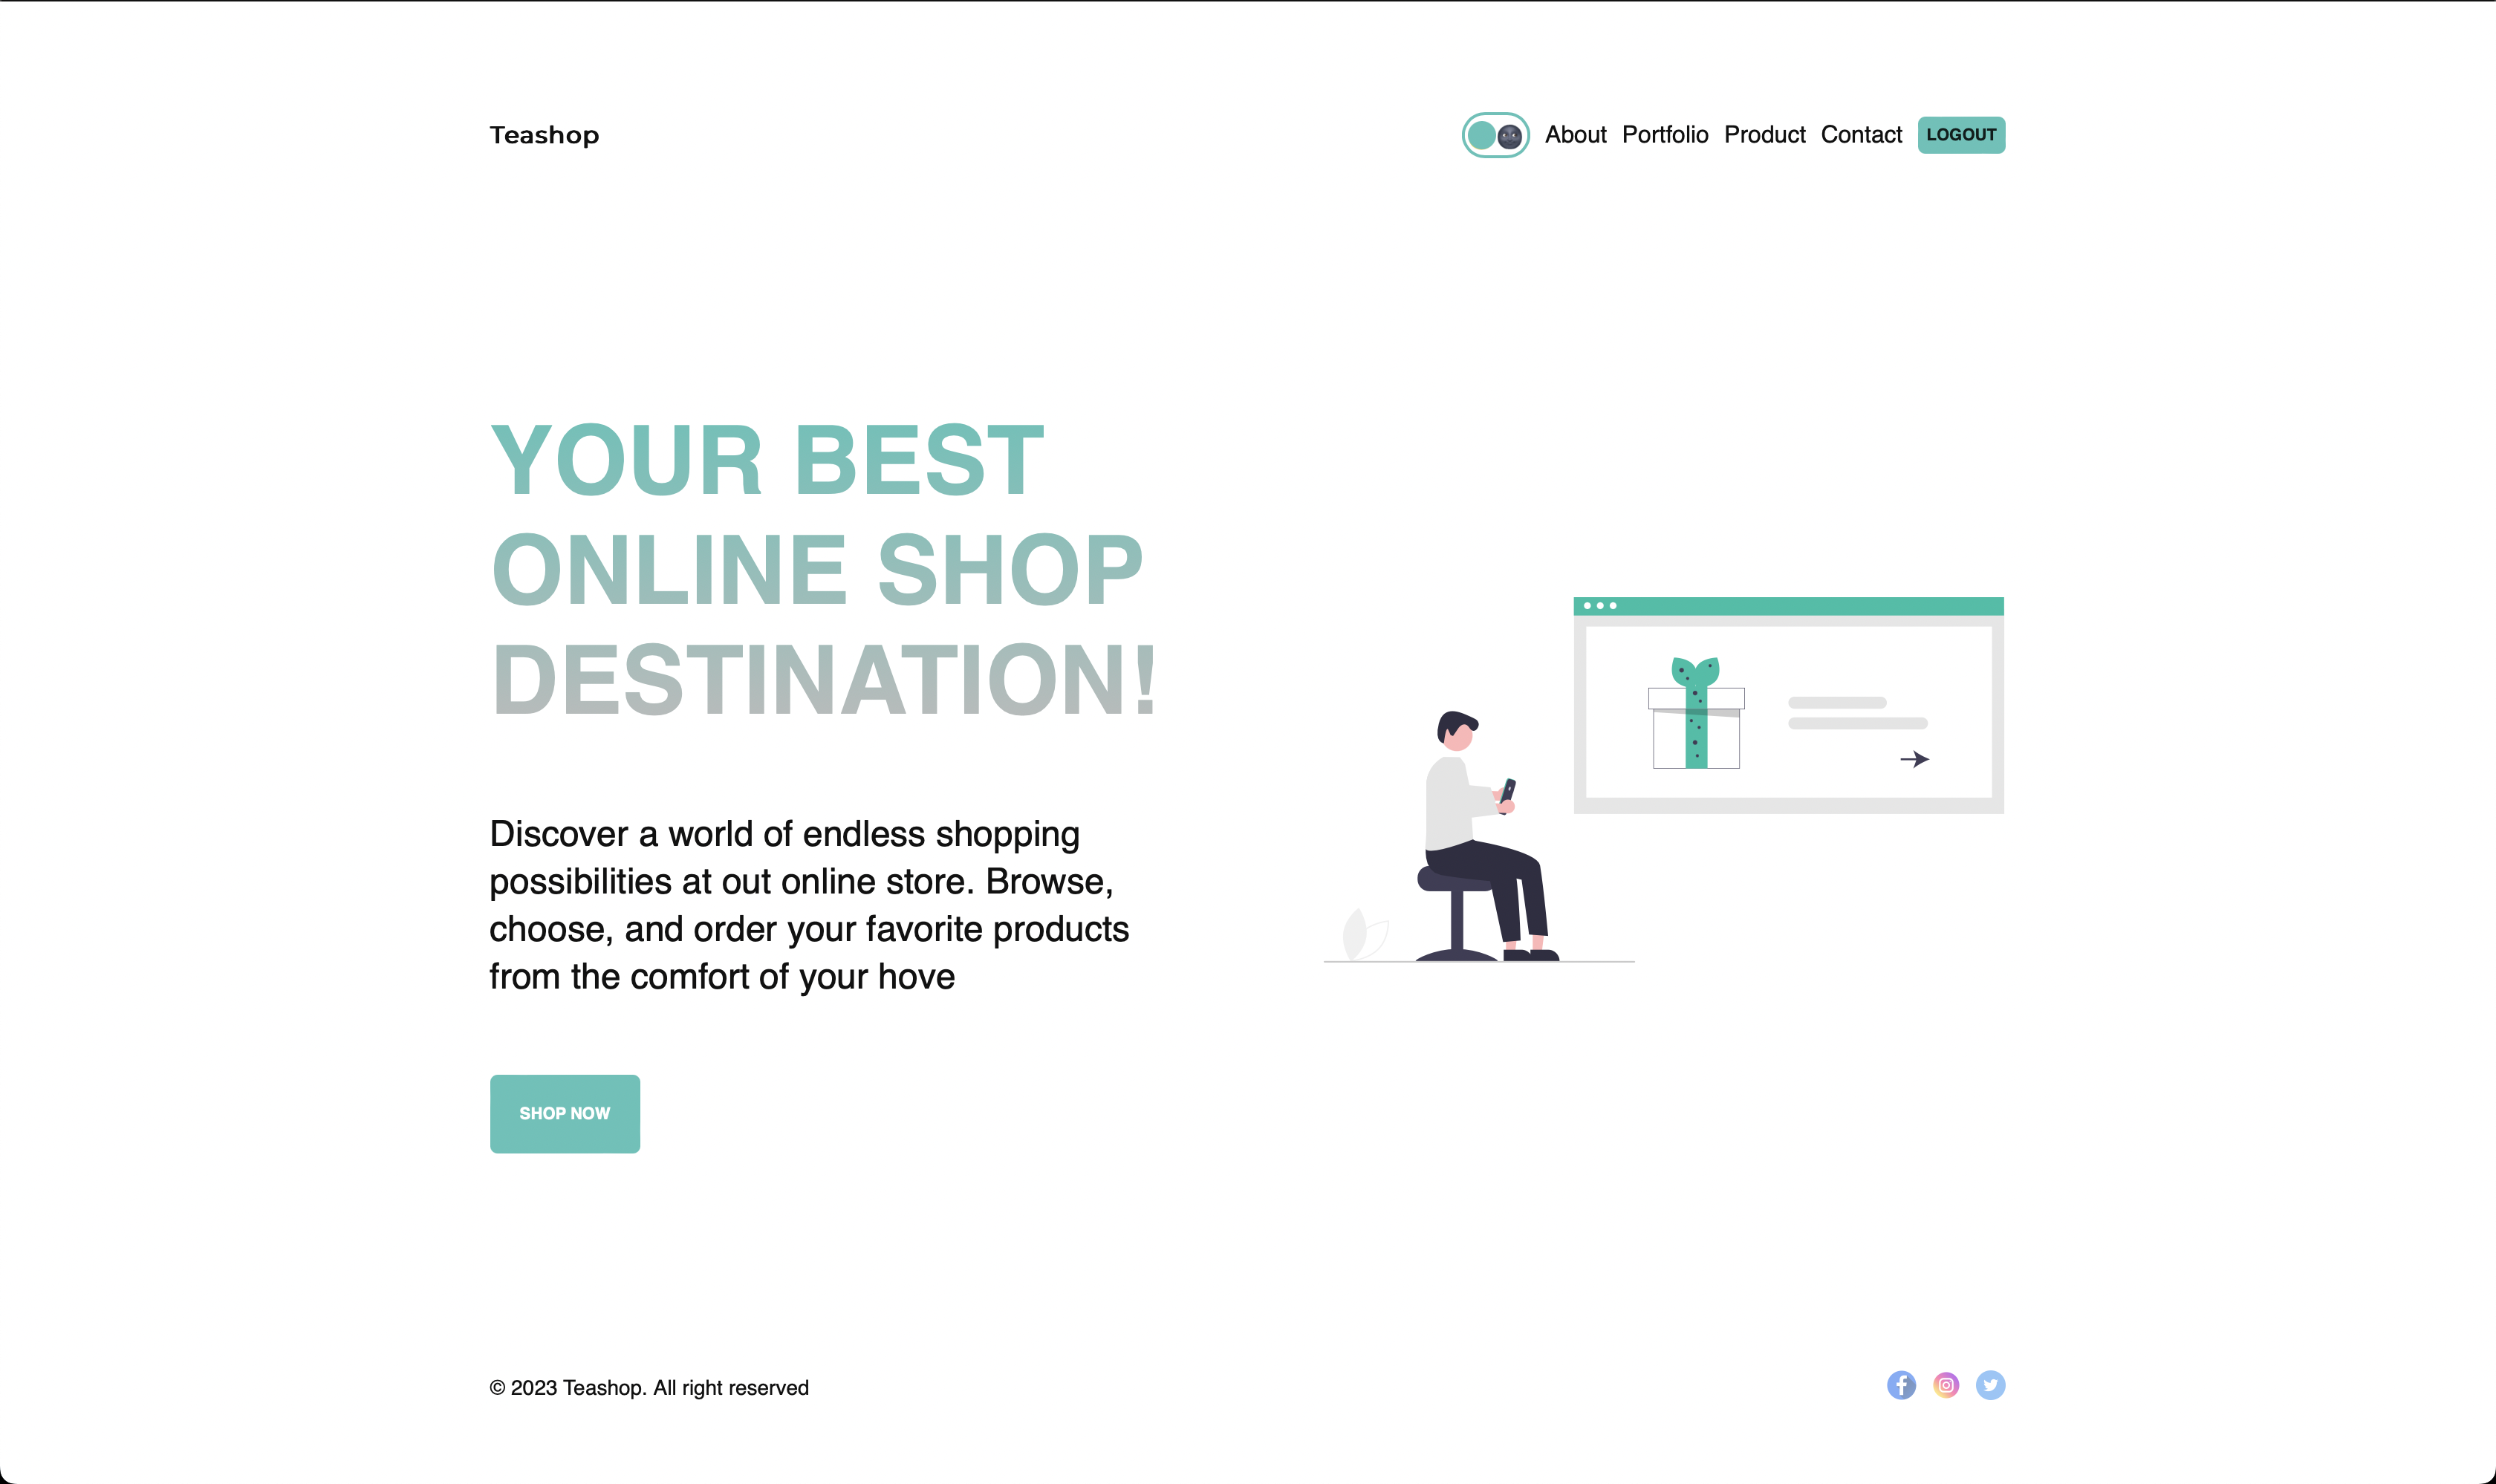 Teashop
About Portfolio Product Contact LOGOUT
YOUR BEST
ONLINE SHOP
DESTINATION!
Discover a world of endless shopping
possibilities at out online store. Browse,
choose, and order your favorite products
from the comfort of your hove
SHOP NOW
© 2023 Teashop. All right reserved